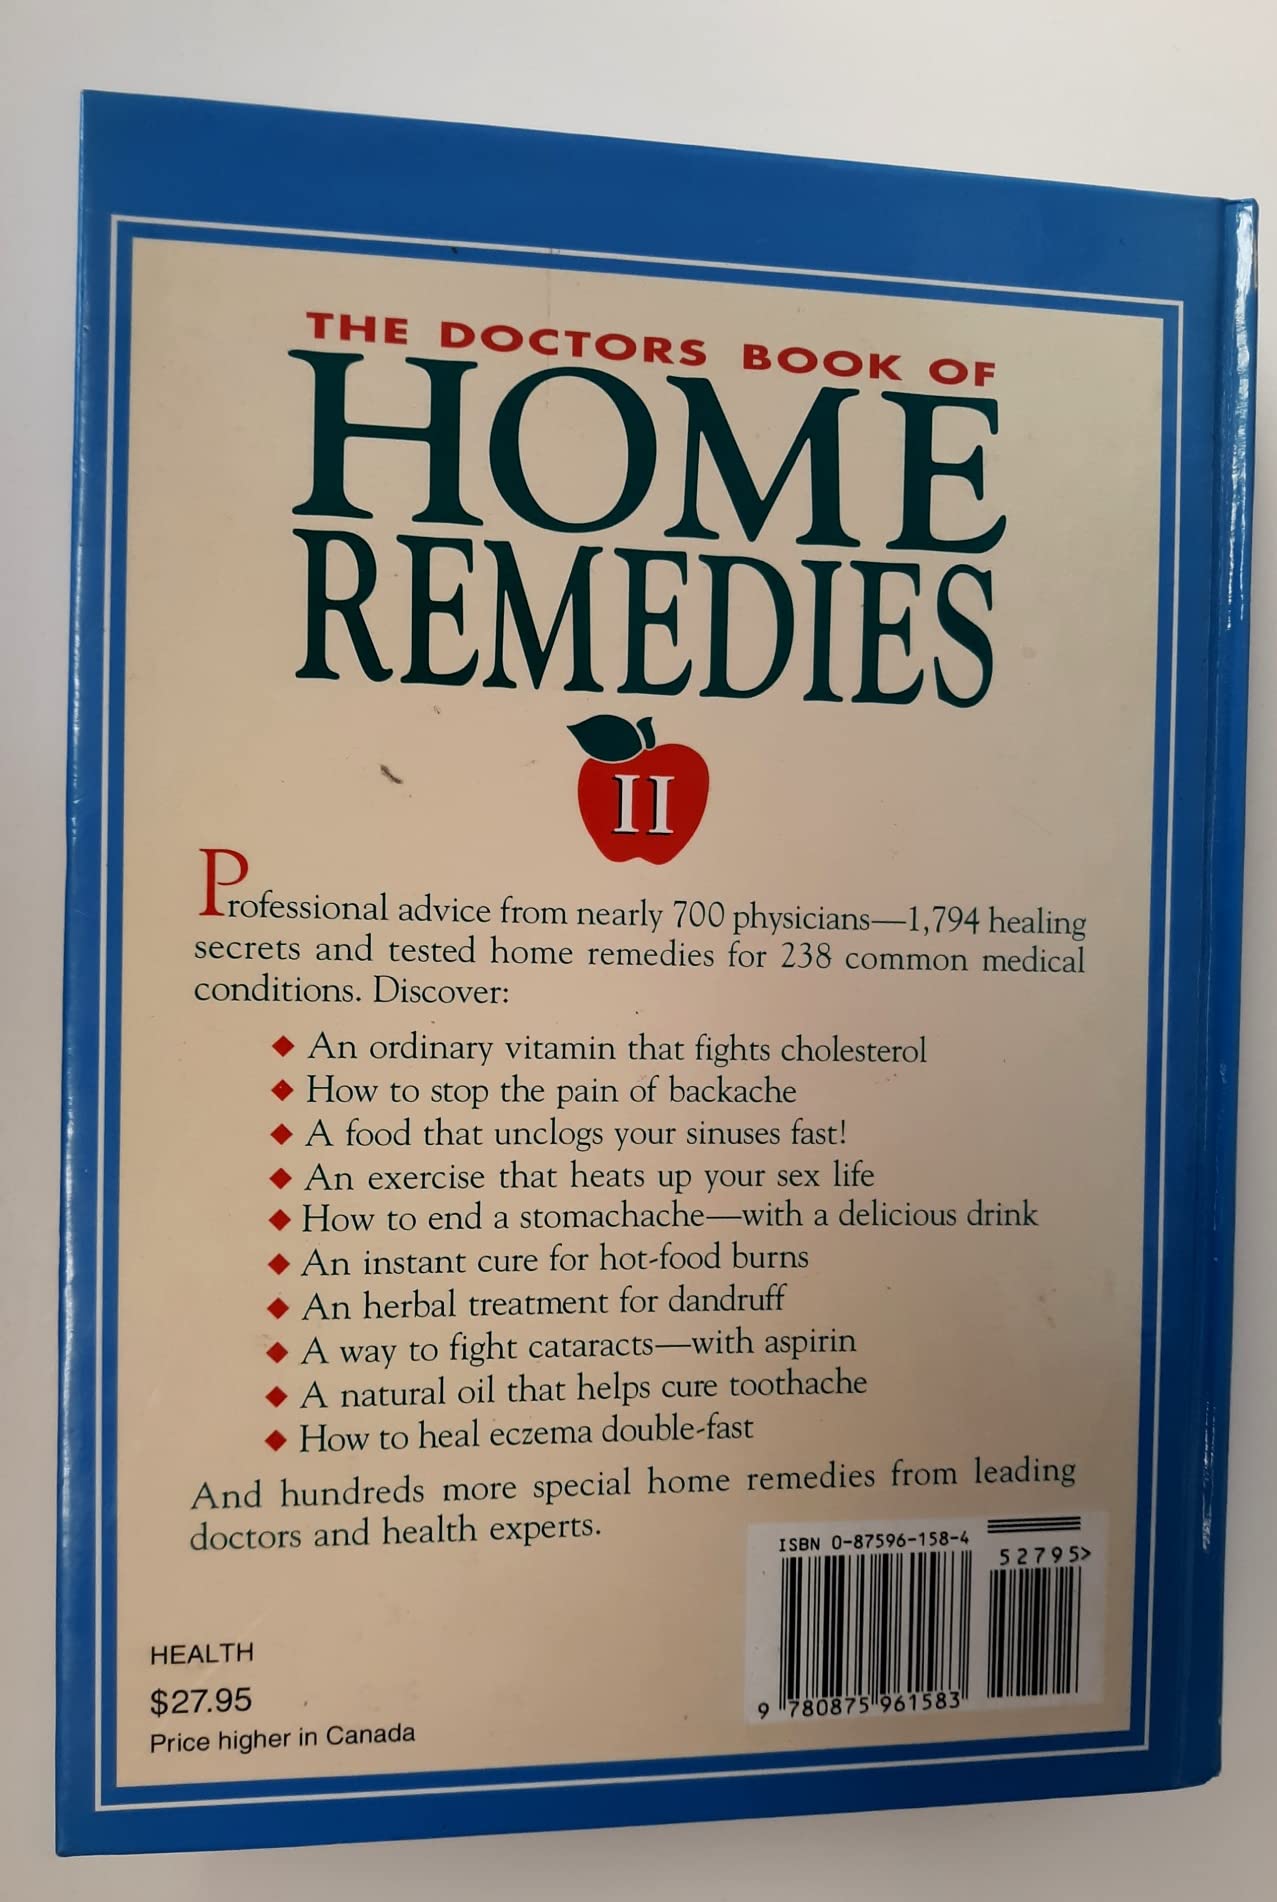 THE DOCTORS BOOK OF
HOME
REMEDIES
II
Professional advice from nearly 700 physicians—1,794 healing
secrets and tested home remedies for 238 common medical
conditions. Discover:
◆ An ordinary vitamin that fights cholesterol
◆ How to stop the pain of backache
◆ A food that unclogs your sinuses fast!
◆ An exercise that heats up your sex life
◆ How to end a stomachache—with a delicious drink
◆ An instant cure for hot-food burns
◆ An herbal treatment for dandruff
◆ A way to fight cataracts—with aspirin
◆ A natural oil that helps cure toothache
◆ How to heal eczema double-fast
And hundreds more special home remedies from leading
doctors and health experts.
ISBN 0-87596-158-4
52795>
9 780875 961583
HEALTH
$27.95
Price higher in Canada